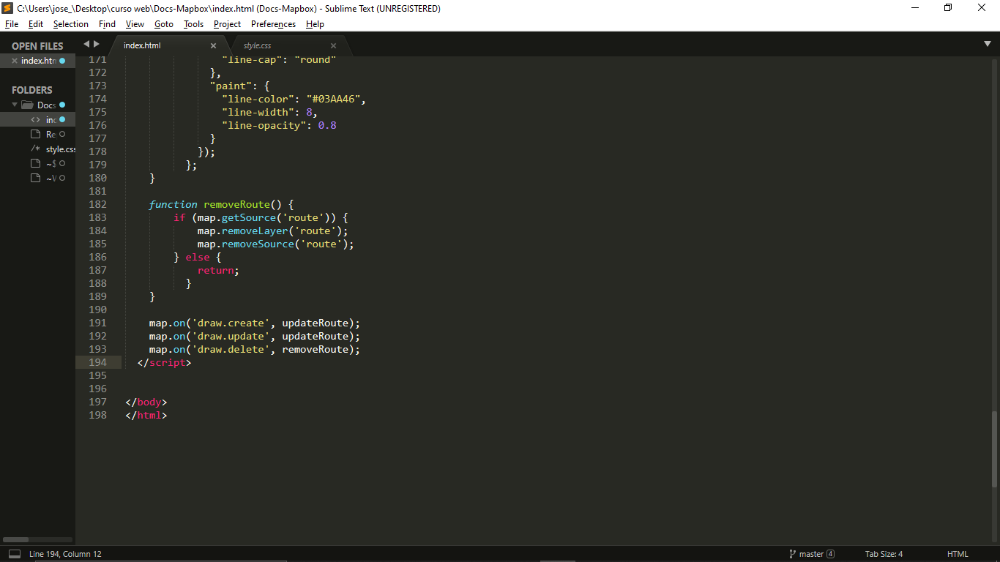 C:\Users\jose_\Desktop\curso web\Docs-Mapbox\index.html (Docs-Mapbox) - Sublime Text (UNREGISTERED)
File Edit Selection Find View Goto Tools Project Preferences Help
OPEN FILES
index.htm
FOLDERS
Docs
inc
Re
/* style.css
~$
~V
index.html
style.css
171 "line-cap": "round"
172 },
173 "paint": {
174 "line-color": "#03AA46",
175 "line-width": 8,
176 "line-opacity": 0.8
177 }
178 });
179 };
180 }
181
182 function removeRoute() {
183 if (map.getSource('route')) {
184 map.removeLayer('route');
185 map.removeSource('route');
186 } else {
187 return;
188 }
189 }
190
191 map.on('draw.create', updateRoute);
192 map.on('draw.update', updateRoute);
193 map.on('draw.delete', removeRoute);
194 </script>
195
196
197 </body>
198 </html>
Line 194, Column 12
master 4
Tab Size: 4
HTML